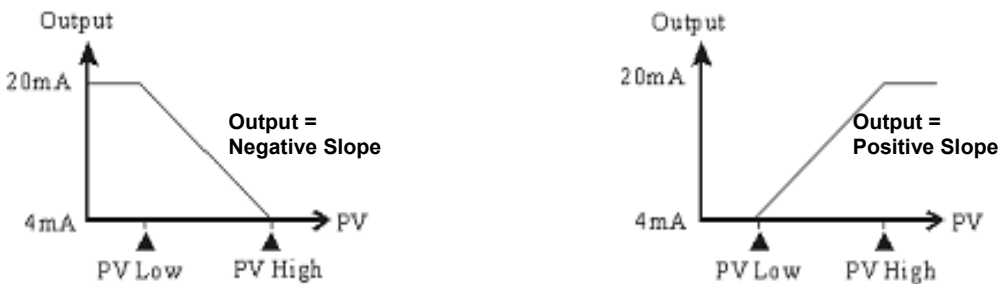 Output
20mA
Output =
Negative Slope
4mA
PV
PV Low
PV High
Output
20mA
Output =
Positive Slope
4mA
PV
PV Low
PV High